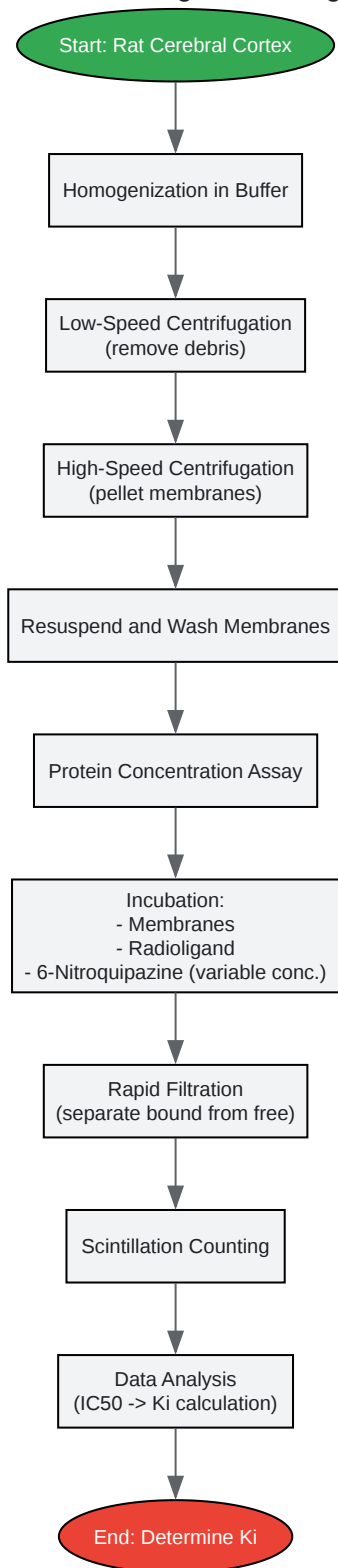 Start: Rat Cerebral Cortex
Homogenization in Buffer
Low-Speed Centrifugation
(remove debris)
High-Speed Centrifugation
(pellet membranes)
Resuspend and Wash Membranes
Protein Concentration Assay
Incubation:
- Membranes
- Radioligand
- 6-Nitroquipazine (variable conc.)
Rapid Filtration
(separate bound from free)
Scintillation Counting
Data Analysis
(IC50 -> Ki calculation)
End: Determine Ki